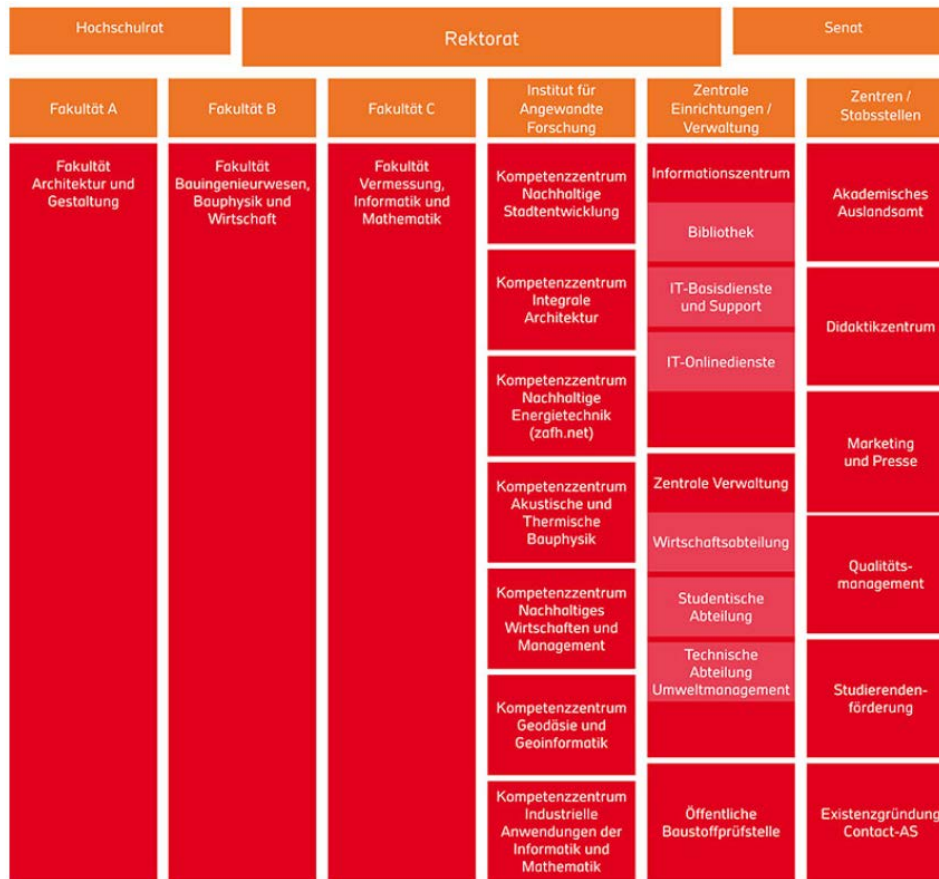 Hochschulrat
Rektorat
Senat
Fakultät A
Fakultät B
Fakultät C
Institut für
Angewandte
Forschung
Zentrale
Einrichtungen /
Verwaltung
Zentren /
Stabsstellen
Fakultät
Architektur und
Gestaltung
Fakultät
Bauingenieurwesen,
Bauphysik und
Wirtschaft
Fakultät
Vermessung,
Informatik und
Mathematik
Kompetenzzentrum
Nachhaltige
Stadtentwicklung
Kompetenzzentrum
Integrale
Architektur
Kompetenzzentrum
Nachhaltige
Energietechnik
(zafh.net)
Kompetenzzentrum
Akustische und
Thermische
Bauphysik
Kompetenzzentrum
Nachhaltiges
Wirtschaften und
Management
Kompetenzzentrum
Geodäsie und
Geoinformatik
Kompetenzzentrum
Industrielle
Anwendungen der
Informatik und
Mathematik
Informationszentrum
Bibliothek
IT-Basisdienste
und Support
IT-Onlinedienste
Zentrale Verwaltung
Wirtschaftsabteilung
Studentische
Abteilung
Technische
Abteilung
Umweltmanagement
Öffentliche
Baustoffprüfstelle
Akademisches
Auslandsamt
Didaktikzentrum
Marketing
und Presse
Qualitäts-
management
Studierenden-
förderung
Existenzgründung
Contact-AS